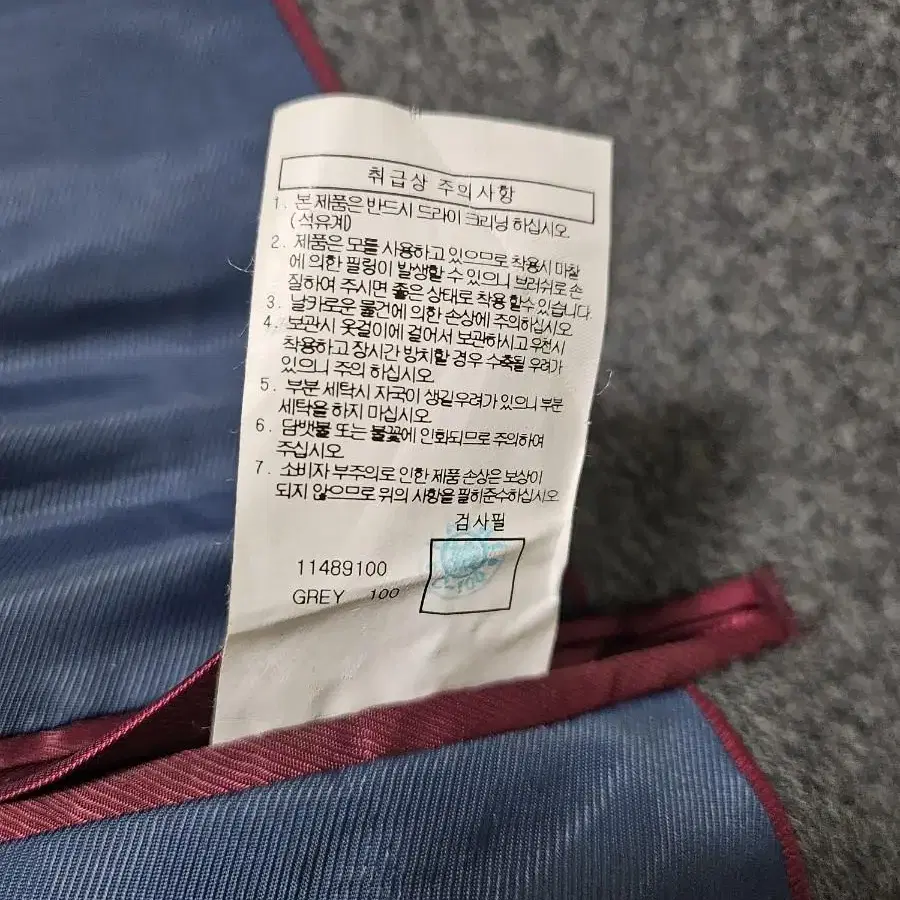 취급상 주의사항
1. 본 제품은 반드시 드라이 크리닝 하십시오
(석유계)
2. 제품은 모를 사용하고 있으므로 착용시 마찰
에 의한 필링이 발생할 수 있으니 브러쉬로 손
질하여 주시면 좋은 상태로 착용 할수 있습니다.
3. 날카로운 물건에 의한 손상에 주의하십시오
4. 보관시 옷걸이에 걸어서 보관하시고 우천시
착용하고 장시간 방치할 경우 수축될 우려가
있으니 주의 하십시오
5. 부분 세탁시 자국이 생길 우려가 있으니 부분
세탁을 하지 마십시오
6. 담뱃불 또는 불꽃에 인화되므로 주의하여
주십시오
7. 소비자 부주의로 인한 제품 손상은 보상이
되지 않으므로 위의 사항을 필히준수하십시오
검사필
11489100
GREY 100